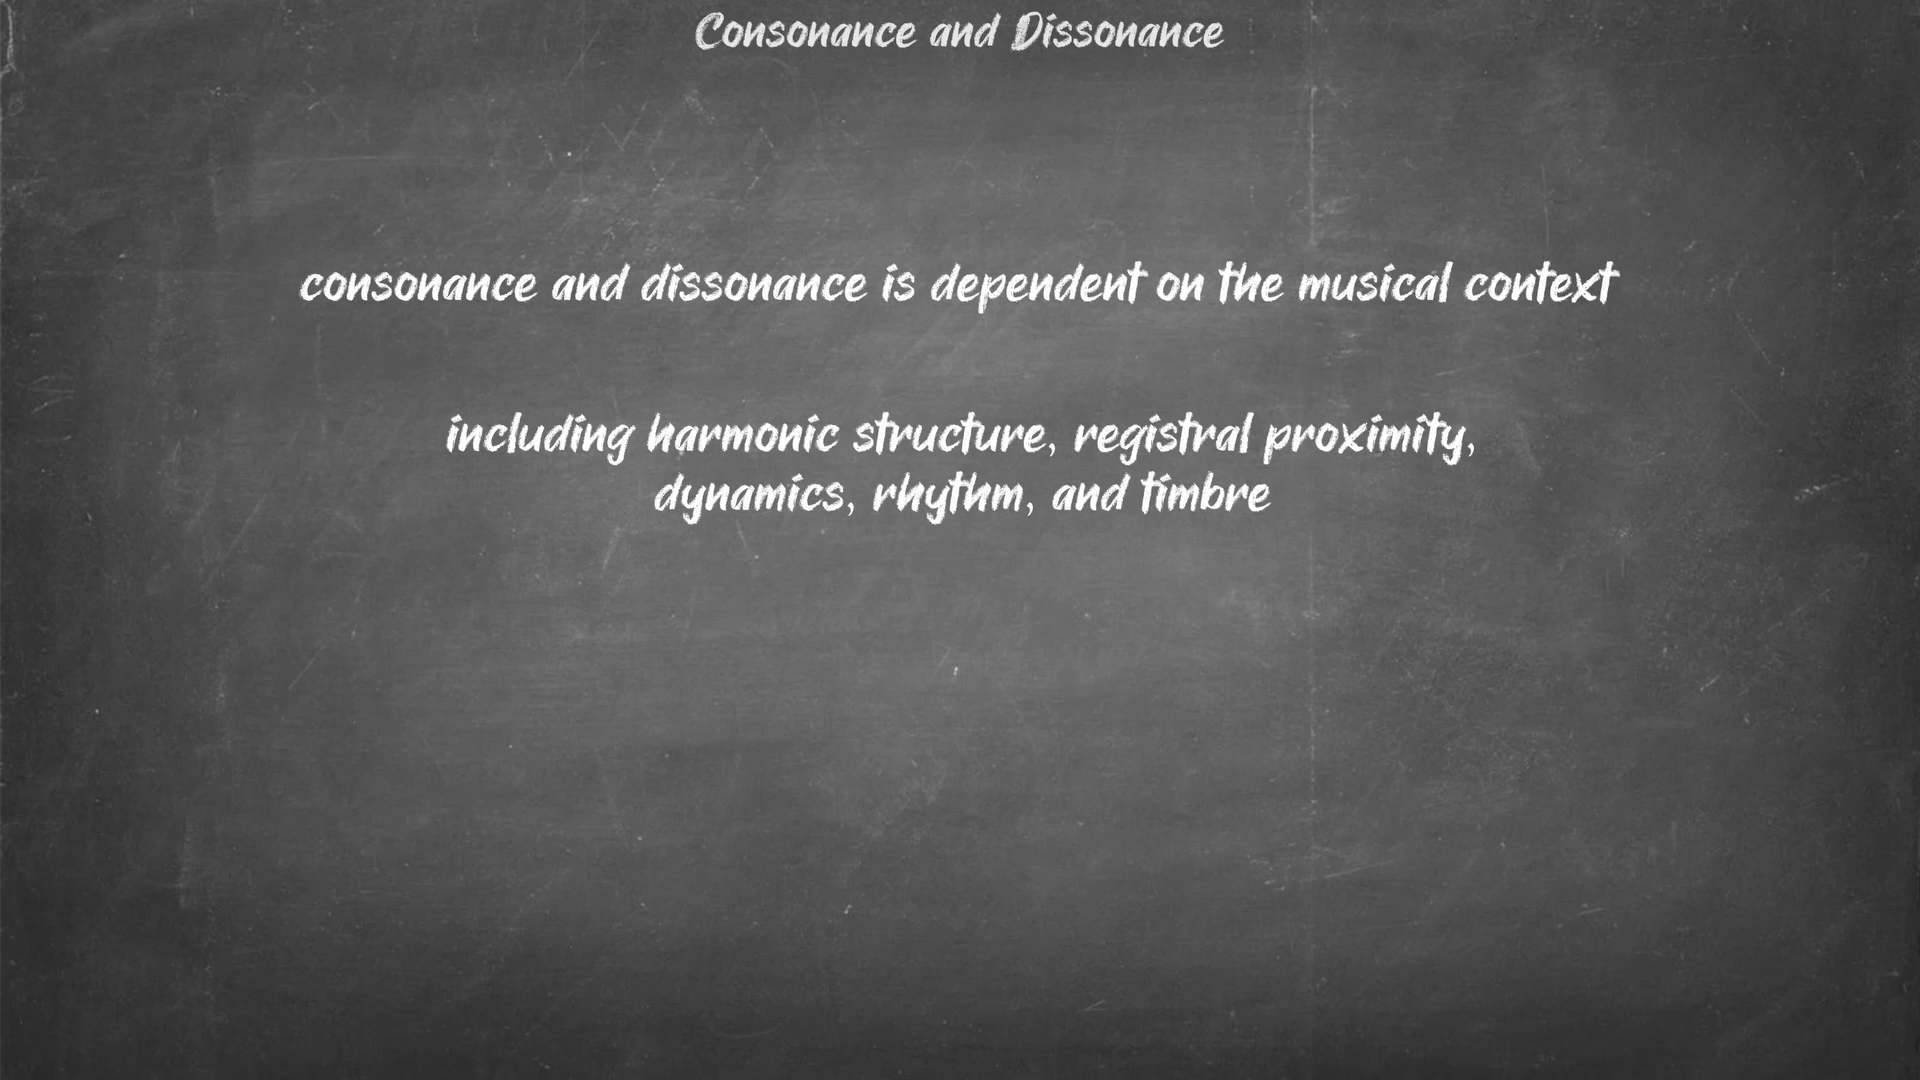 Consonance and Dissonance
consonance and dissonance is dependent on the musical context
including harmonic structure, registral proximity,
dynamics, rhythm, and timbre